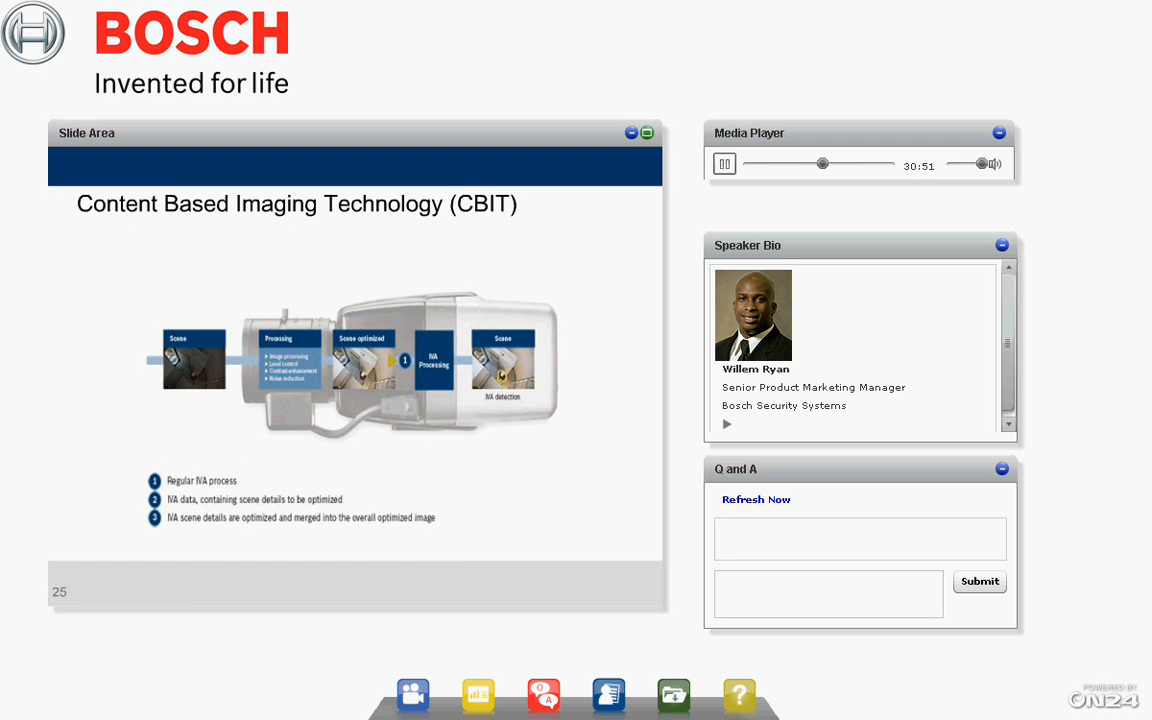 BOSCH
Invented for life
Slide Area
Content Based Imaging Technology (CBIT)
Scene
Processing
Image processing
Level control
Contrast enhancement
Noise reduction
Scene optimized
1
IVA
Processing
Scene
IVA detection
1 Regular IVA process
2 IVA data, containing scene details to be optimized
3 IVA scene details are optimized and merged into the overall optimized image
25
Media Player
30:51
Speaker Bio
Willem Ryan
Senior Product Marketing Manager
Bosch Security Systems
Q and A
Refresh Now
Submit
Q
A
?
POWERED BY
ON24